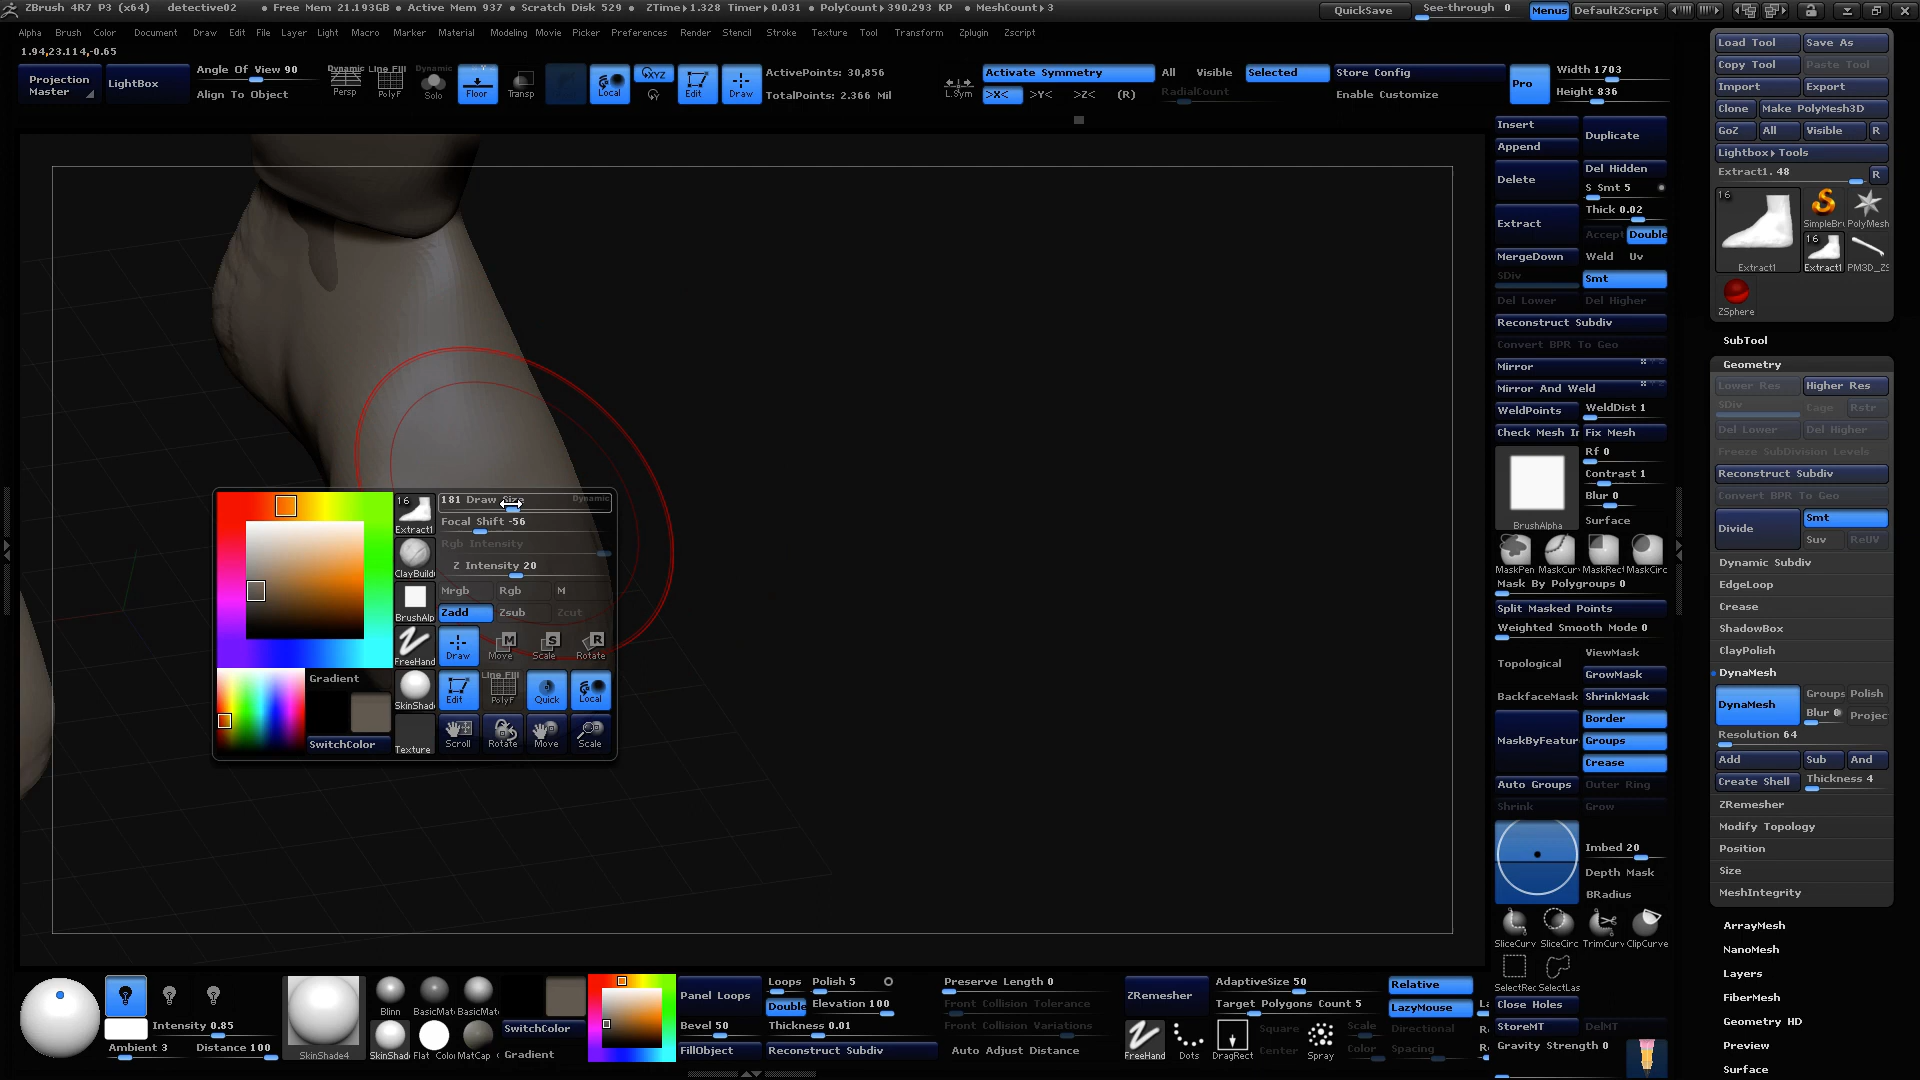 ZBrush 4R7 P3 (x64) detective02 • Free Mem 21.193GB • Active Mem 937 • Scratch Disk 529 • ZTime▸1.328 Timer▸0.031 • PolyCount▸390.293 KP • MeshCount▸3 QuickSave See-through 0 Menus DefaultZScript
Alpha Brush Color Document Draw Edit File Layer Light Macro Marker Material Modeling Movie Picker Preferences Render Stencil Stroke Texture Tool Transform Zplugin Zscript
1.94,23.114,-0.65
Projection Master
LightBox
Angle Of View 90
Align To Object
Dynamic
Persp
Line Fill
PolyF
Dynamic
Solo
Floor
Transp
Local
XYZ
Edit
Draw
ActivePoints: 30,856
TotalPoints: 2.366 Mil
L.Sym
Activate Symmetry
>X< >Y< >Z< (R)
All Visible Selected
RadialCount
Store Config
Enable Customize
Pro
Width 1703
Height 836
16
Extract1
ClayBuild
BrushAlp
FreeHand
SkinShad
Texture
181 Draw Size Dynamic
Focal Shift -56
Rgb Intensity
Z Intensity 20
Mrgb Rgb M
Zadd Zsub Zcut
Draw Move Scale Rotate
Line Fill
Edit PolyF Quick Local
Scroll Rotate Move Scale
Gradient
SwitchColor
Insert
Append
Duplicate
Delete
Del Hidden
S Smt 5
Extract
Thick 0.02
Accept Double
MergeDown Weld Uv
SDiv Smt
Del Lower Del Higher
Reconstruct Subdiv
Convert BPR To Geo
Mirror
Mirror And Weld
WeldPoints WeldDist 1
Check Mesh Ir Fix Mesh
BrushAlpha
Rf 0
Contrast 1
Blur 0
Surface
MaskPen MaskCur MaskRect MaskCirc
Mask By Polygroups 0
Split Masked Points
Weighted Smooth Mode 0
Topological
ViewMask
GrowMask
BackfaceMask ShrinkMask
MaskByFeatur
Border
Groups
Crease
Auto Groups Outer Ring
Shrink Grow
Imbed 20
Depth Mask
BRadius
SliceCurv SliceCirc TrimCurv ClipCurve
SelectRec SelectLas
Close Holes
StoreMT DelMT
Gravity Strength 0
Load Tool Save As
Copy Tool Paste Tool
Import Export
Clone Make PolyMesh3D
GoZ All Visible R
Lightbox▸Tools
Extract1. 48 R
16
Extract1
SimpleBru PolyMesh
16
Extract1 PM3D_ZS
ZSphere
SubTool
Geometry
Lower Res Higher Res
SDiv Cage Rstr
Del Lower Del Higher
Freeze SubDivision Levels
Reconstruct Subdiv
Convert BPR To Geo
Divide Smt
Suv ReUV
Dynamic Subdiv
EdgeLoop
Crease
ShadowBox
ClayPolish
DynaMesh
DynaMesh Groups Polish
Blur Projec
Resolution 64
Add Sub And
Create Shell Thickness 4
ZRemesher
Modify Topology
Position
Size
MeshIntegrity
ArrayMesh
NanoMesh
Layers
FiberMesh
Geometry HD
Preview
Surface
Intensity 0.85
Ambient 3 Distance 100
SkinShade4
Blinn BasicMat BasicMat
SkinShad Flat Colo MatCap
SwitchColor
Gradient
Panel Loops
Loops Polish 5
Double Elevation 100
Bevel 50 Thickness 0.01
FillObject Reconstruct Subdiv
Preserve Length 0
Front Collision Tolerance
Front Collision Variations
Auto Adjust Distance
ZRemesher
AdaptiveSize 50
Target Polygons Count 5
FreeHand Dots DragRect
Square
Center
Spray
Scale
Color
Relative
LazyMouse
Directional
Spacing